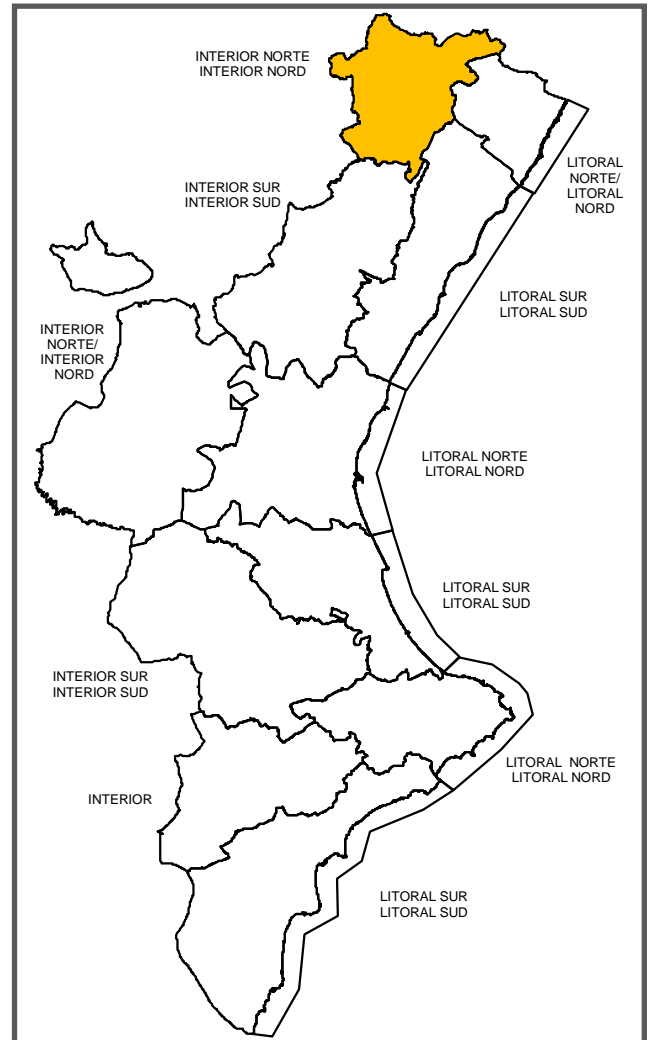 INTERIOR NORTE
INTERIOR NORD
LITORAL
NORTE/
LITORAL
NORD
INTERIOR SUR
INTERIOR SUD
LITORAL SUR
LITORAL SUD
INTERIOR
NORTE/
INTERIOR
NORD
LITORAL NORTE
LITORAL NORD
LITORAL SUR
LITORAL SUD
INTERIOR SUR
INTERIOR SUD
LITORAL NORTE
LITORAL NORD
INTERIOR
LITORAL SUR
LITORAL SUD